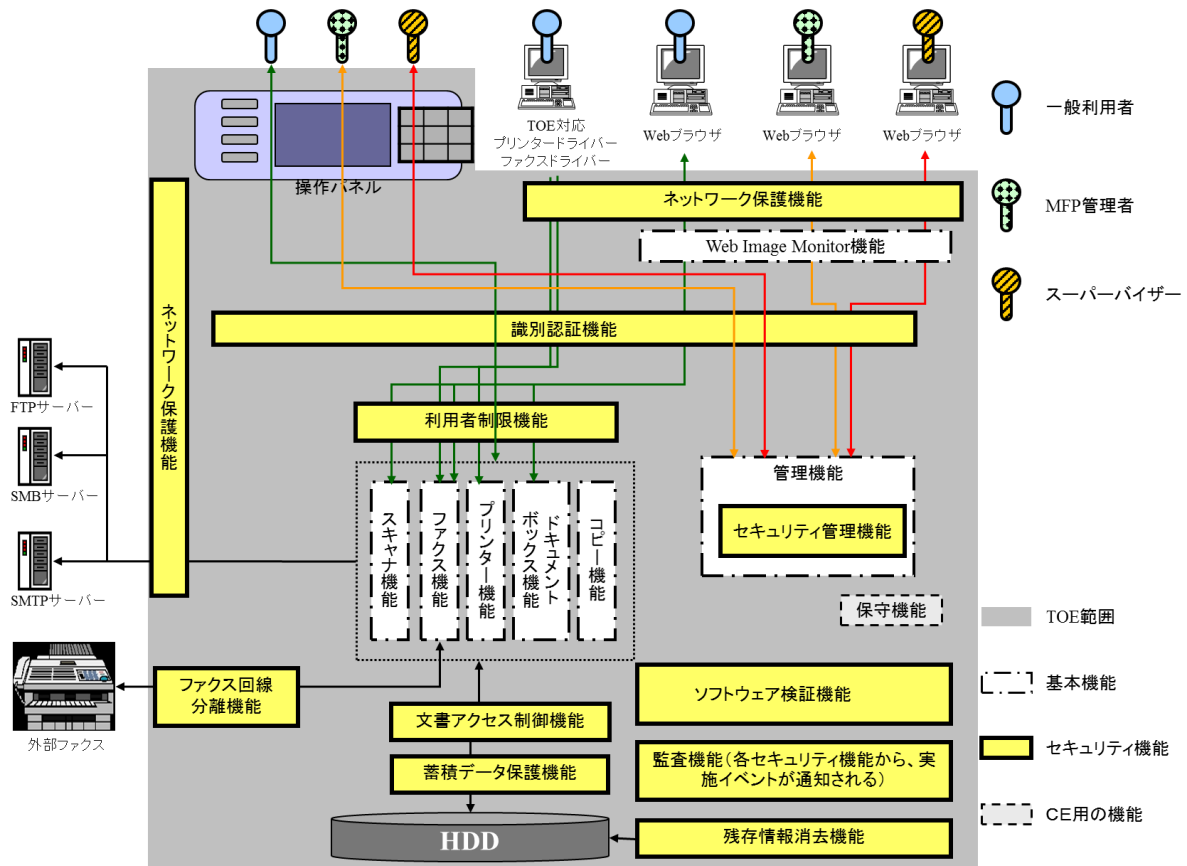 TOE対応
プリンタードライバー
ファクスドライバー
Webブラウザ
Webブラウザ
Webブラウザ
操作パネル
ネットワーク保護機能
Web Image Monitor機能
識別認証機能
利用者制限機能
ネットワーク保護機能
FTPサーバー
SMBサーバー
SMTPサーバー
スキャナ機能
ファクス機能
プリンター機能
ドキュメント
ボックス機能
コピー機能
管理機能
セキュリティ管理機能
保守機能
外部ファクス
ファクス回線
分離機能
文書アクセス制御機能
蓄積データ保護機能
HDD
ソフトウェア検証機能
監査機能(各セキュリティ機能から、実
施イベントが通知される)
残存情報消去機能
一般利用者
MFP管理者
スーパーバイザー
TOE範囲
基本機能
セキュリティ機能
CE用の機能